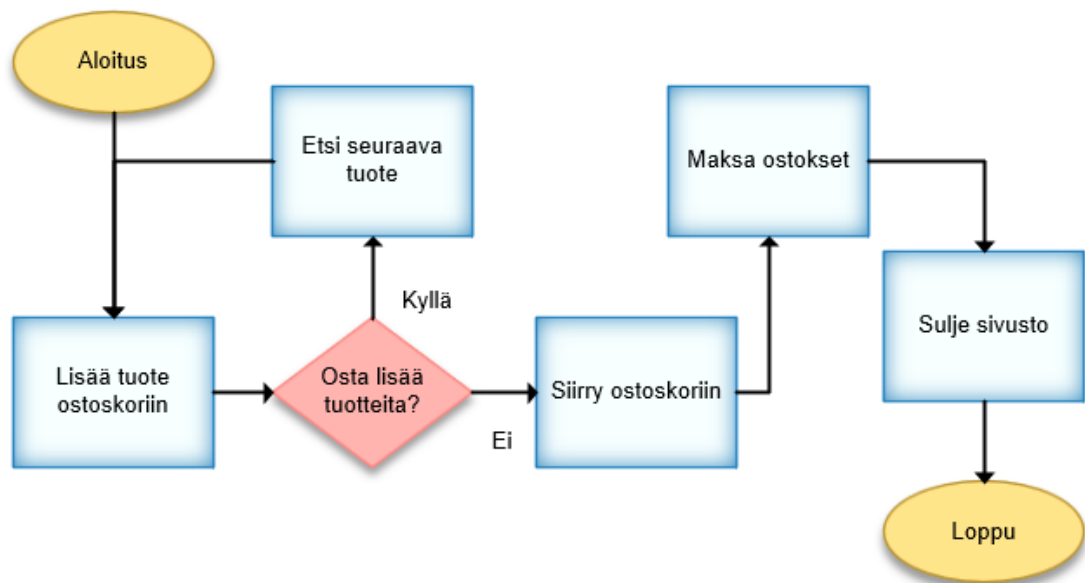 Aloitus
Etsi seuraava
tuote
Maksa ostokset
Kyllä
Sulje sivusto
Lisää tuote
ostoskoriin
Osta lisää
tuotteita?
Siirry ostoskoriin
Ei
Loppu